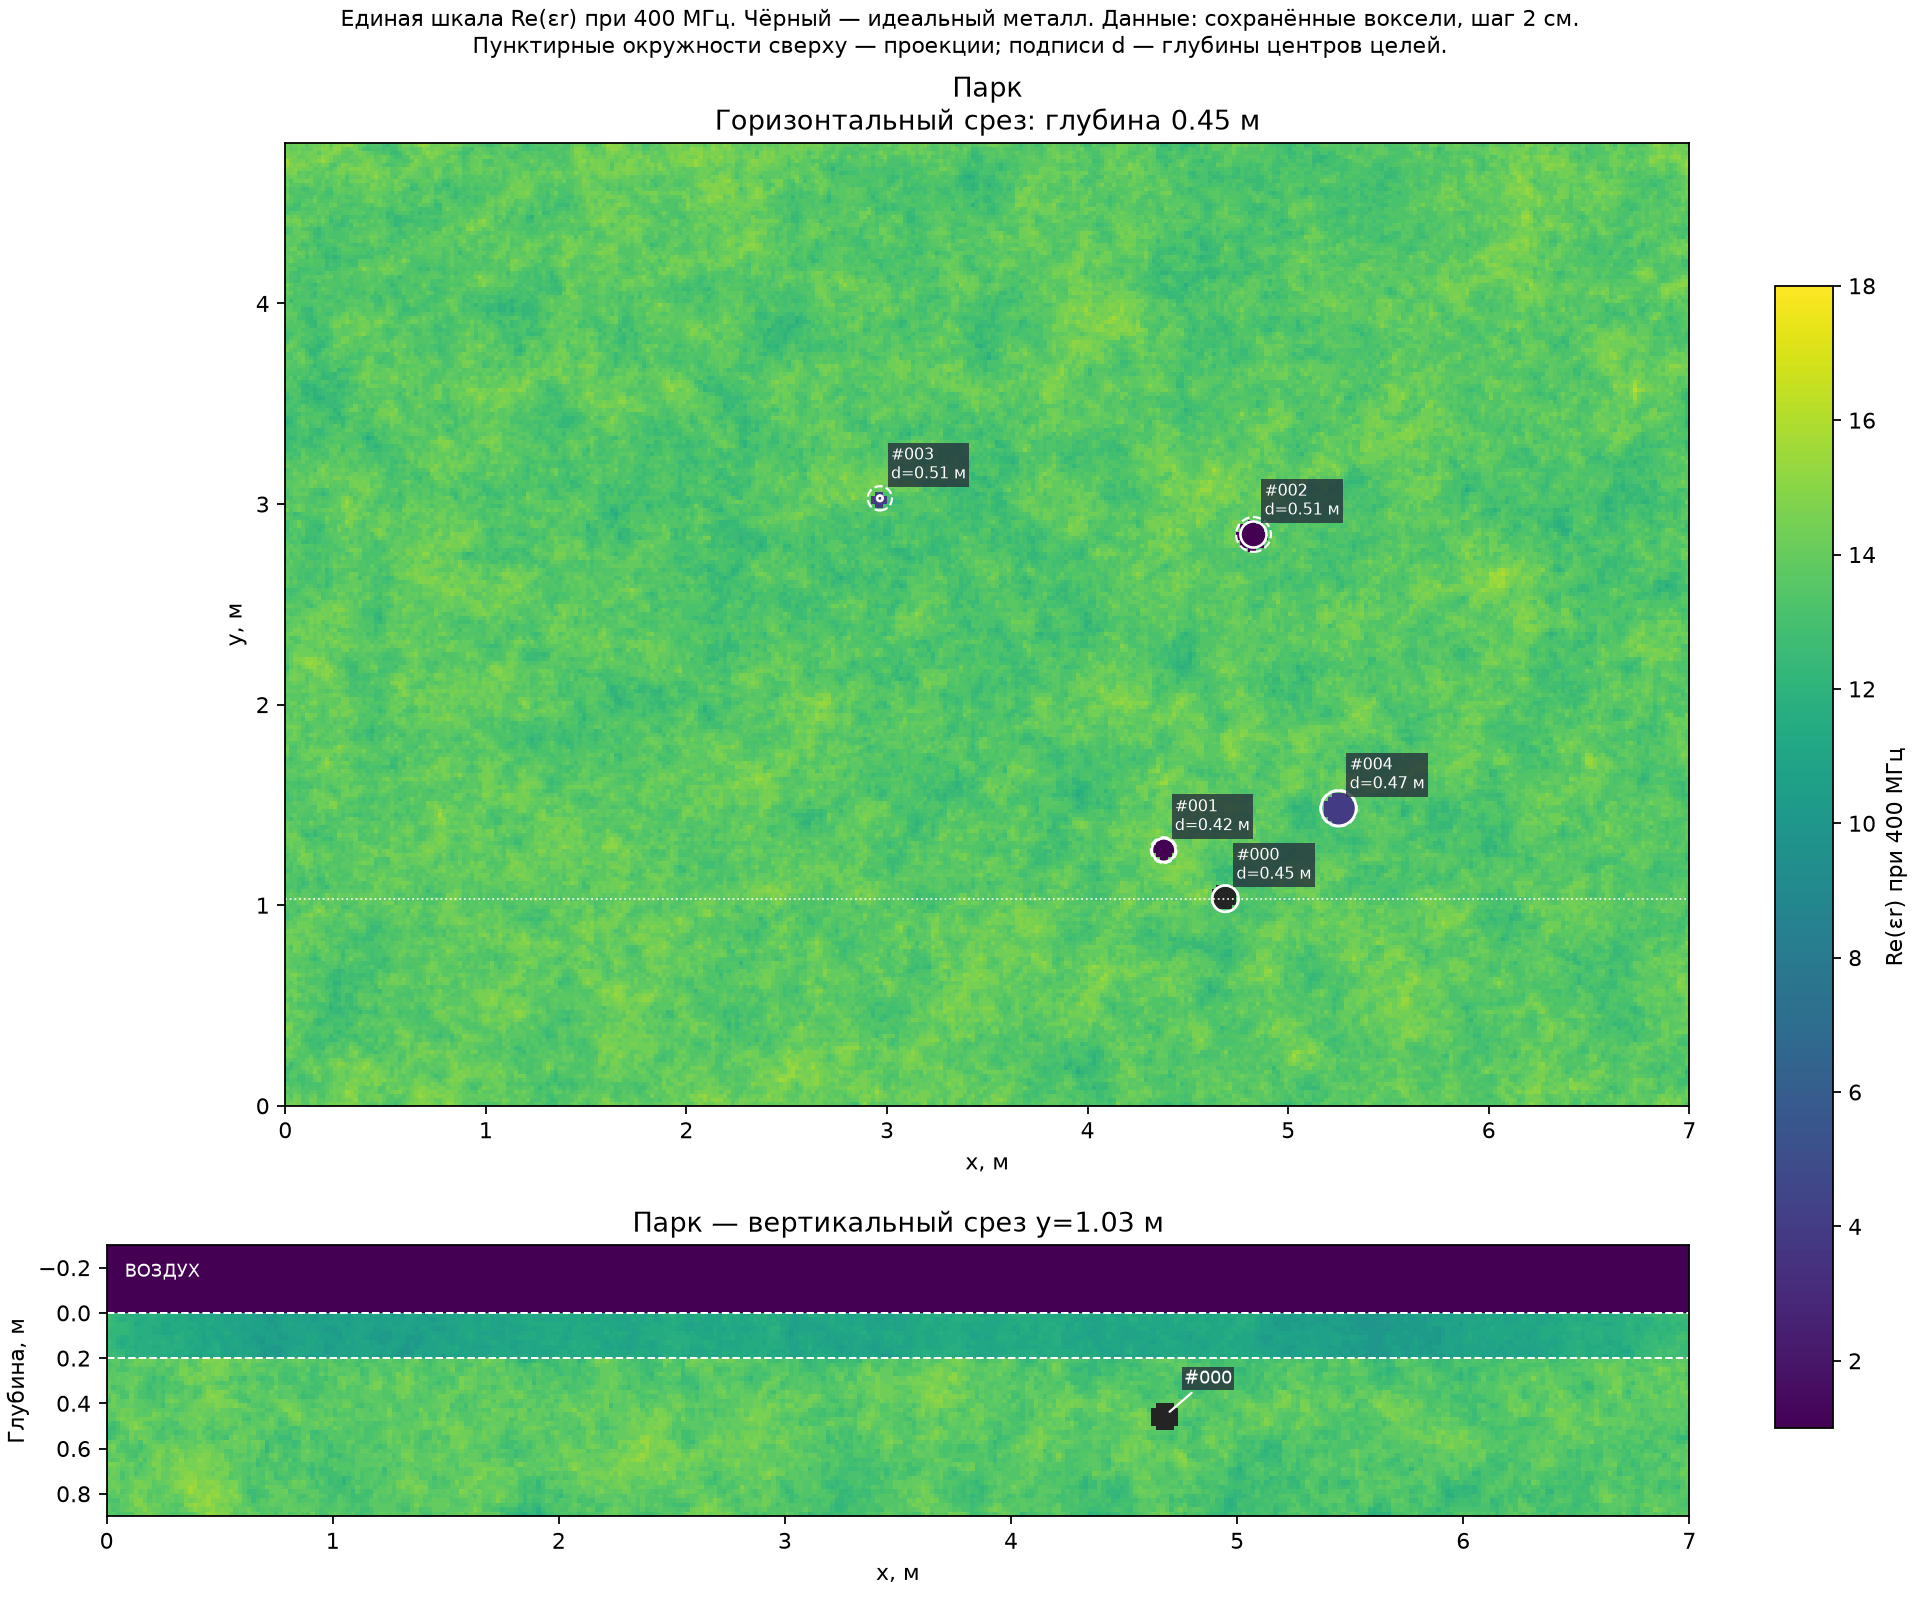 Единая шкала Re(εr) при 400 МГц. Чёрный — идеальный металл. Данные: сохранённые воксели, шаг 2 см.
Пунктирные окружности сверху — проекции; подписи d — глубины центров целей.
Парк
Горизонтальный срез: глубина 0.45 м
4
3
2
1
0
y, м
#003
d=0.51 м
#002
d=0.51 м
#004
d=0.47 м
#001
d=0.42 м
#000
d=0.45 м
0 1 2 3 4 5 6 7
x, м
18
16
14
12
10
8
6
4
2
Re(εr) при 400 МГц
Парк — вертикальный срез y=1.03 м
−0.2
0.0
0.2
0.4
0.6
0.8
Глубина, м
ВОЗДУХ
#000
0 1 2 3 4 5 6 7
x, м